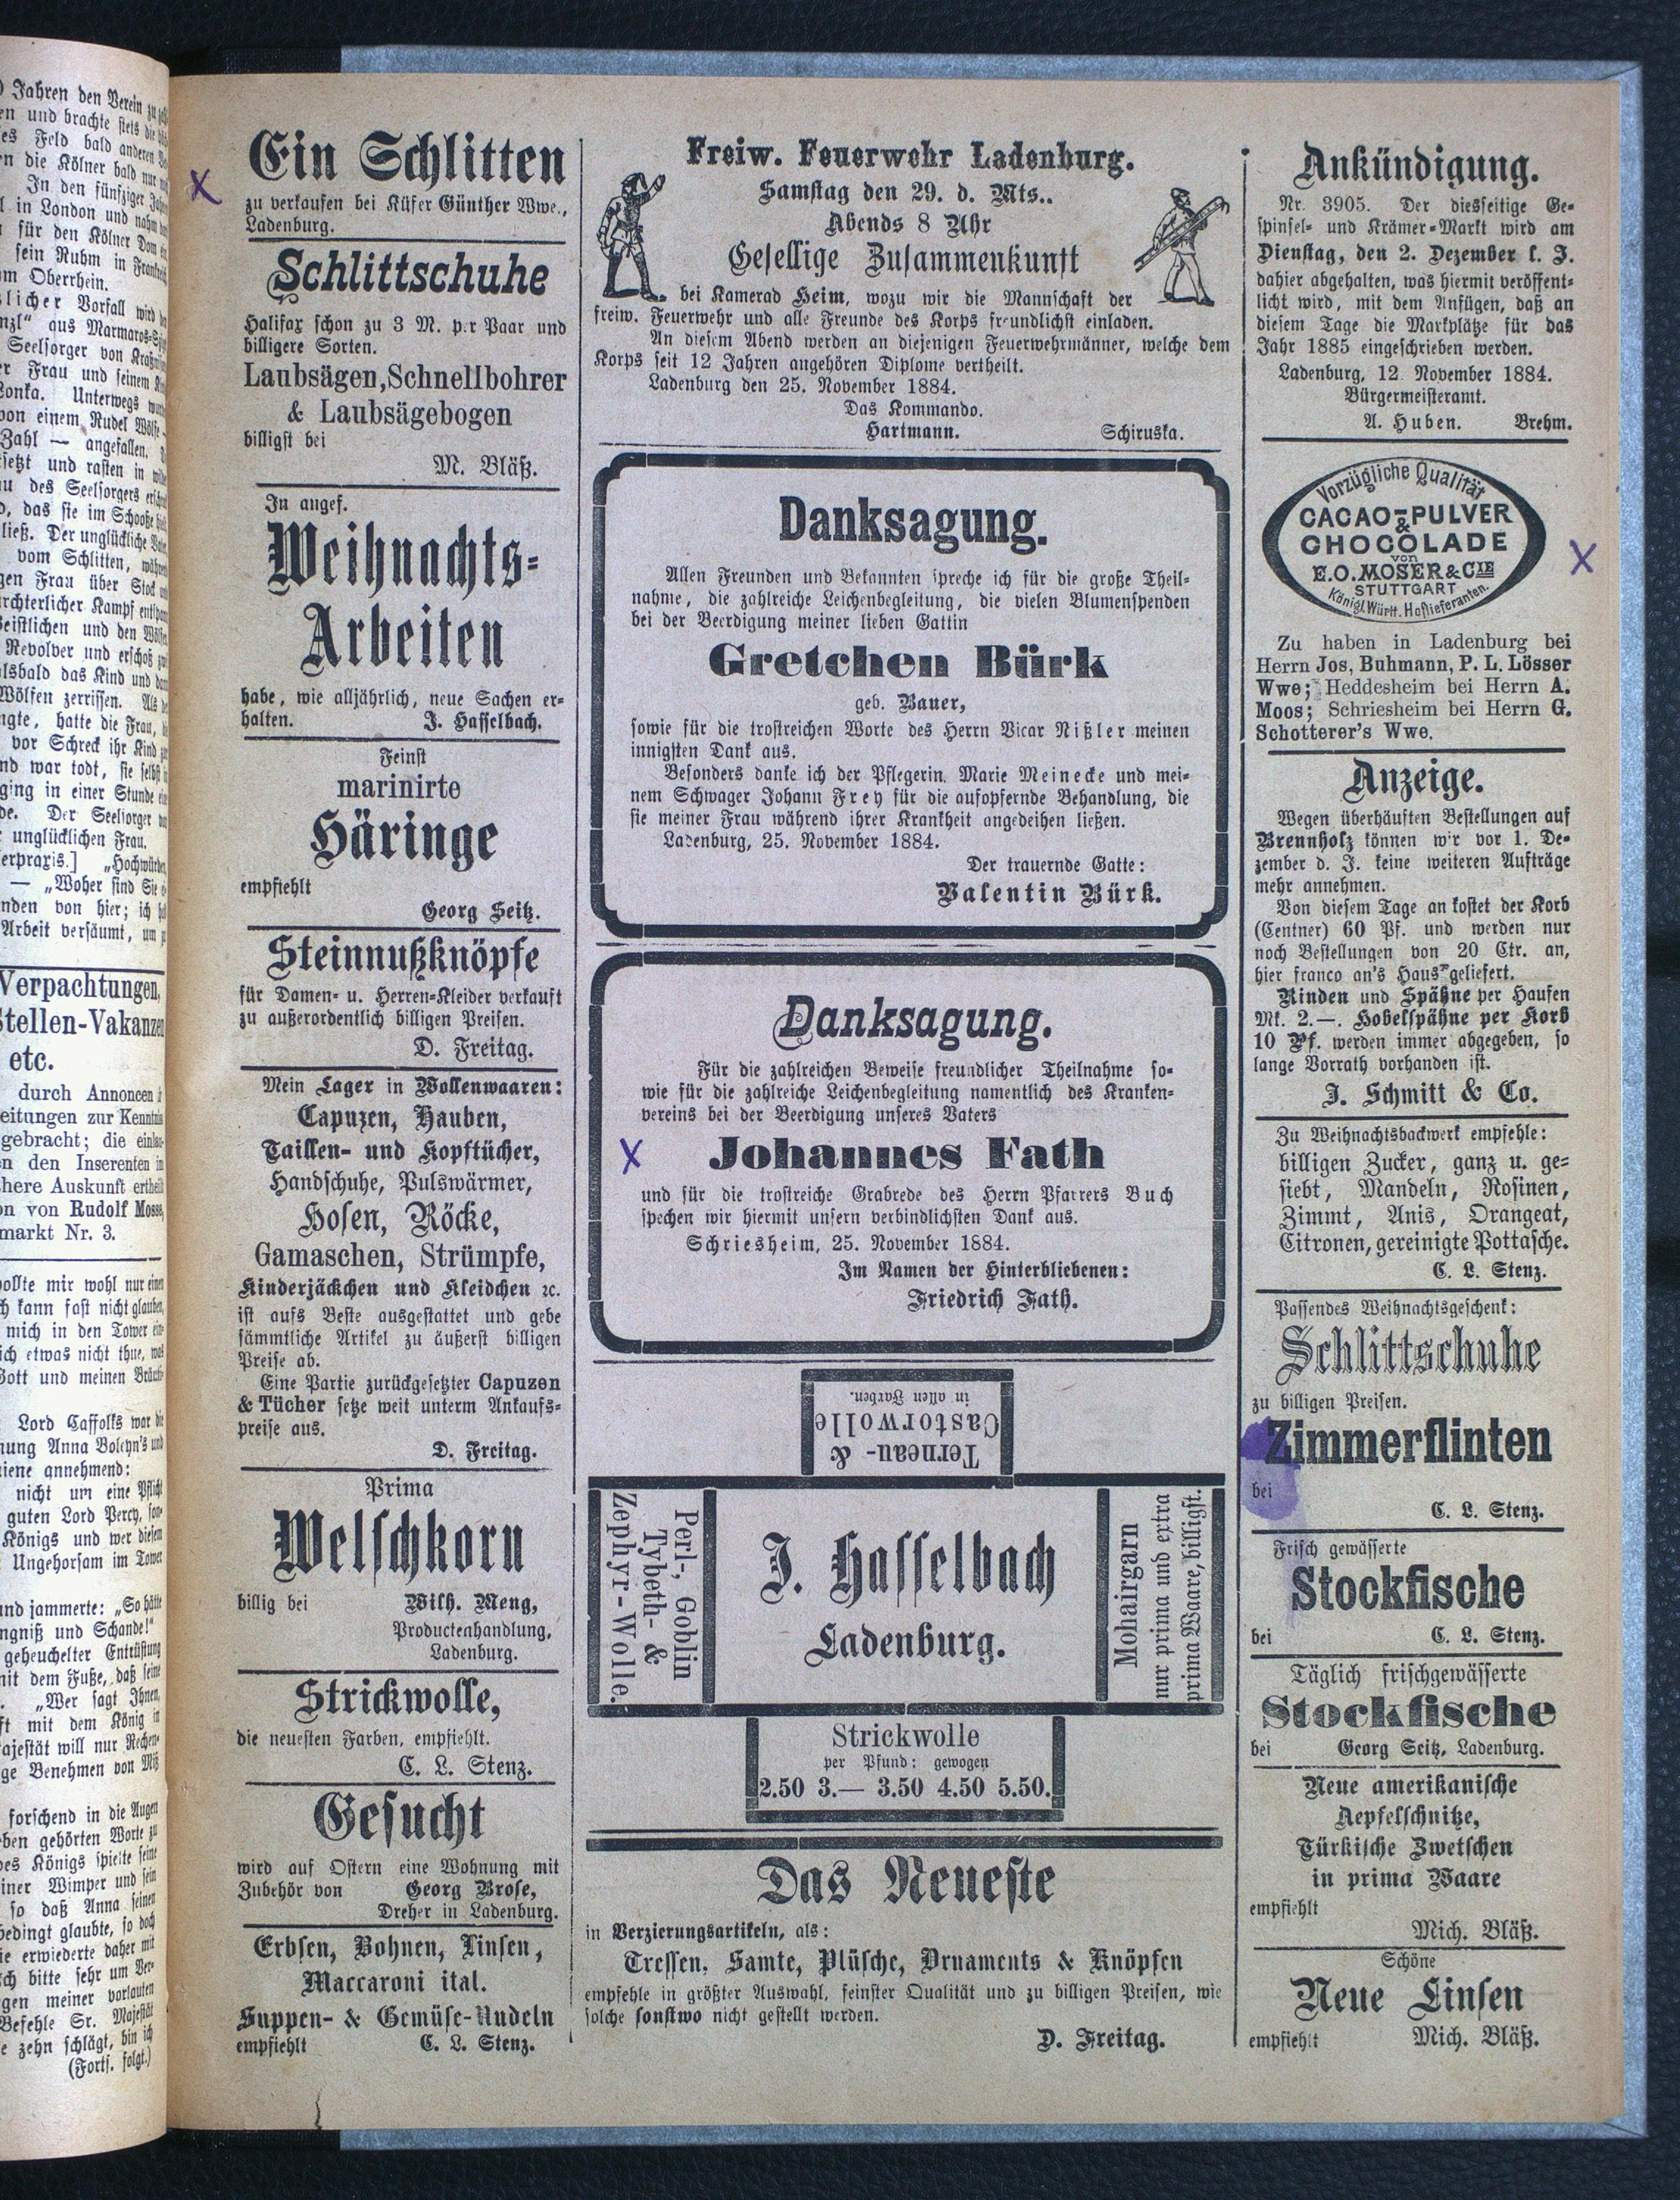 Ein Schlitten
zu verkaufen bei Küfer Günther Wwe.,
Ladenburg.
Schlittschuhe
Halifax schon zu 3 M. p.r Paar und
billigere Sorten.
Laubsägen, Schnellbohrer
& Laubsägebogen
billigst bei
M. Bläß.
In angef.
Weihnachts-
Arbeiten
habe, wie alljährlich, neue Sachen er-
halten. J. Hasselbach.
Feinst
marinirte
Häringe
empfiehlt
Georg Seitz.
Steinnußknöpfe
für Damen- u. Herren-Kleider verkauft
zu außerordentlich billigen Preisen.
D. Freitag.
Mein Lager in Wollenwaaren:
Capuzen, Hauben,
Taillen- und Kopftücher,
Handschuhe, Pulswärmer,
Hosen, Röcke,
Gamaschen, Strümpfe,
Kinderjäckchen und Kleidchen ꝛc.
ist aufs Beste ausgestattet und gebe
sämmtliche Artikel zu äußerst billigen
Preise ab.
Eine Partie zurückgesetzter Capuzen
& Tücher setze weit unterm Ankaufs-
preise aus.
D. Freitag.
Prima
Welschkorn
billig bei Wilh. Meng,
Productenhandlung,
Ladenburg.
Strickwolle,
die neuesten Farben, empfiehlt.
C. L. Stenz.
Gesucht
wird auf Ostern eine Wohnung mit
Zubehör von Georg Brose,
Dreher in Ladenburg.
Erbsen, Bohnen, Linsen,
Maccaroni ital.
Suppen- & Gemüse-Nudeln
empfiehlt C. L. Stenz.
Freiw. Feuerwehr Ladenburg.
Samstag den 29. d. Mts..
Abends 8 Uhr
Gesellige Zusammenkunft
bei Kamerad Heim, wozu wir die Mannschaft der
freiw. Feuerwehr und alle Freunde des Korps freundlichst einladen.
An diesem Abend werden an diejenigen Feuerwehrmänner, welche dem
Korps seit 12 Jahren angehören Diplome vertheilt.
Ladenburg den 25. November 1884.
Das Kommando.
Hartmann. Schiruska.
Danksagung.
Allen Freunden und Bekannten spreche ich für die große Theil-
nahme, die zahlreiche Leichenbegleitung, die vielen Blumenspenden
bei der Beerdigung meiner lieben Gattin
Gretchen Bürk
geb. Bauer,
sowie für die trostreichen Worte des Herrn Vicar Nißler meinen
innigsten Dank aus.
Besonders danke ich der Pflegerin Marie Meinecke und mei-
nem Schwager Johann Frey für die aufopfernde Behandlung, die
sie meiner Frau während ihrer Krankheit angedeihen ließen.
Ladenburg, 25. November 1884.
Der trauernde Gatte:
Valentin Bürk.
Danksagung.
Für die zahlreichen Beweise freundlicher Theilnahme so-
wie für die zahlreiche Leichenbegleitung namentlich des Kranken-
vereins bei der Beerdigung unseres Vaters
Johannes Fath
und für die trostreiche Grabrede des Herrn Pfarrers Buch
spechen wir hiermit unsern verbindlichsten Dank aus.
Schriesheim, 25. November 1884.
Im Namen der Hinterbliebenen:
Friedrich Fath.
Terneau- &
Castorwolle
in allen Farben.
Perl-, Goblin
Tybeth- &
Zephyr-Wolle.
J. Hasselbach
Ladenburg.
Mohairgarn
nur prima und extra
prima Waare, billigst.
Strickwolle
per Pfund: gewogen
2.50 3.— 3.50 4.50 5.50.
Das Neueste
in Verzierungsartikeln, als:
Tressen, Samte, Plüsche, Ornaments & Knöpfen
empfehle in größter Auswahl, feinster Qualität und zu billigen Preisen, wie
solche sonstwo nicht gestellt werden.
D. Freitag.
Ankündigung.
Nr. 3905. Der diesseitige Ge-
spinsel- und Krämer-Markt wird am
Dienstag, den 2. Dezember l. J.
dahier abgehalten, was hiermit veröffent-
licht wird, mit dem Anfügen, daß an
diesem Tage die Markplätze für das
Jahr 1885 eingeschrieben werden.
Ladenburg, 12. November 1884.
Bürgermeisteramt.
A. Huben. Brehm.
Vorzügliche Qualität
CACAO-PULVER
&
CHOCOLADE
von
E.O. MOSER & CIE
STUTTGART
Königl. Württ. Hoflieferanten.
Zu haben in Ladenburg bei
Herrn Jos, Buhmann, P. L. Lösser
Wwe; Heddesheim bei Herrn A.
Moos; Schriesheim bei Herrn G.
Schotterer's Wwe.
Anzeige.
Wegen überhäuften Bestellungen auf
Brennholz können wir vor 1. De-
zember d. J. keine weiteren Aufträge
mehr annehmen.
Von diesem Tage an kostet der Korb
(Centner) 60 Pf. und werden nur
noch Bestellungen von 20 Ctr. an,
hier franco an's Haus geliefert.
Rinden und Spähne per Haufen
Mk. 2.—. Hobelspähne per Korb
10 Pf. werden immer abgegeben, so
lange Vorrath vorhanden ist.
J. Schmitt & Co.
Zu Weihnachtsbackwerk empfehle:
billigen Zucker, ganz u. ge-
siebt, Mandeln, Rosinen,
Zimmt, Anis, Orangeat,
Citronen, gereinigte Pottasche.
C. L. Stenz.
Passendes Weihnachtsgeschenk:
Schlittschuhe
zu billigen Preisen.
Zimmerflinten
bei
C. L. Stenz.
Frisch gewässerte
Stockfische
bei C. L. Stenz.
Täglich frischgewässerte
Stockfische
bei Georg Seitz, Ladenburg.
Neue amerikanische
Aepfelschnitze,
Türkische Zwetschen
in prima Waare
empfiehlt
Mich. Bläß.
Schöne
Neue Linsen
empfiehlt Mich. Bläß.